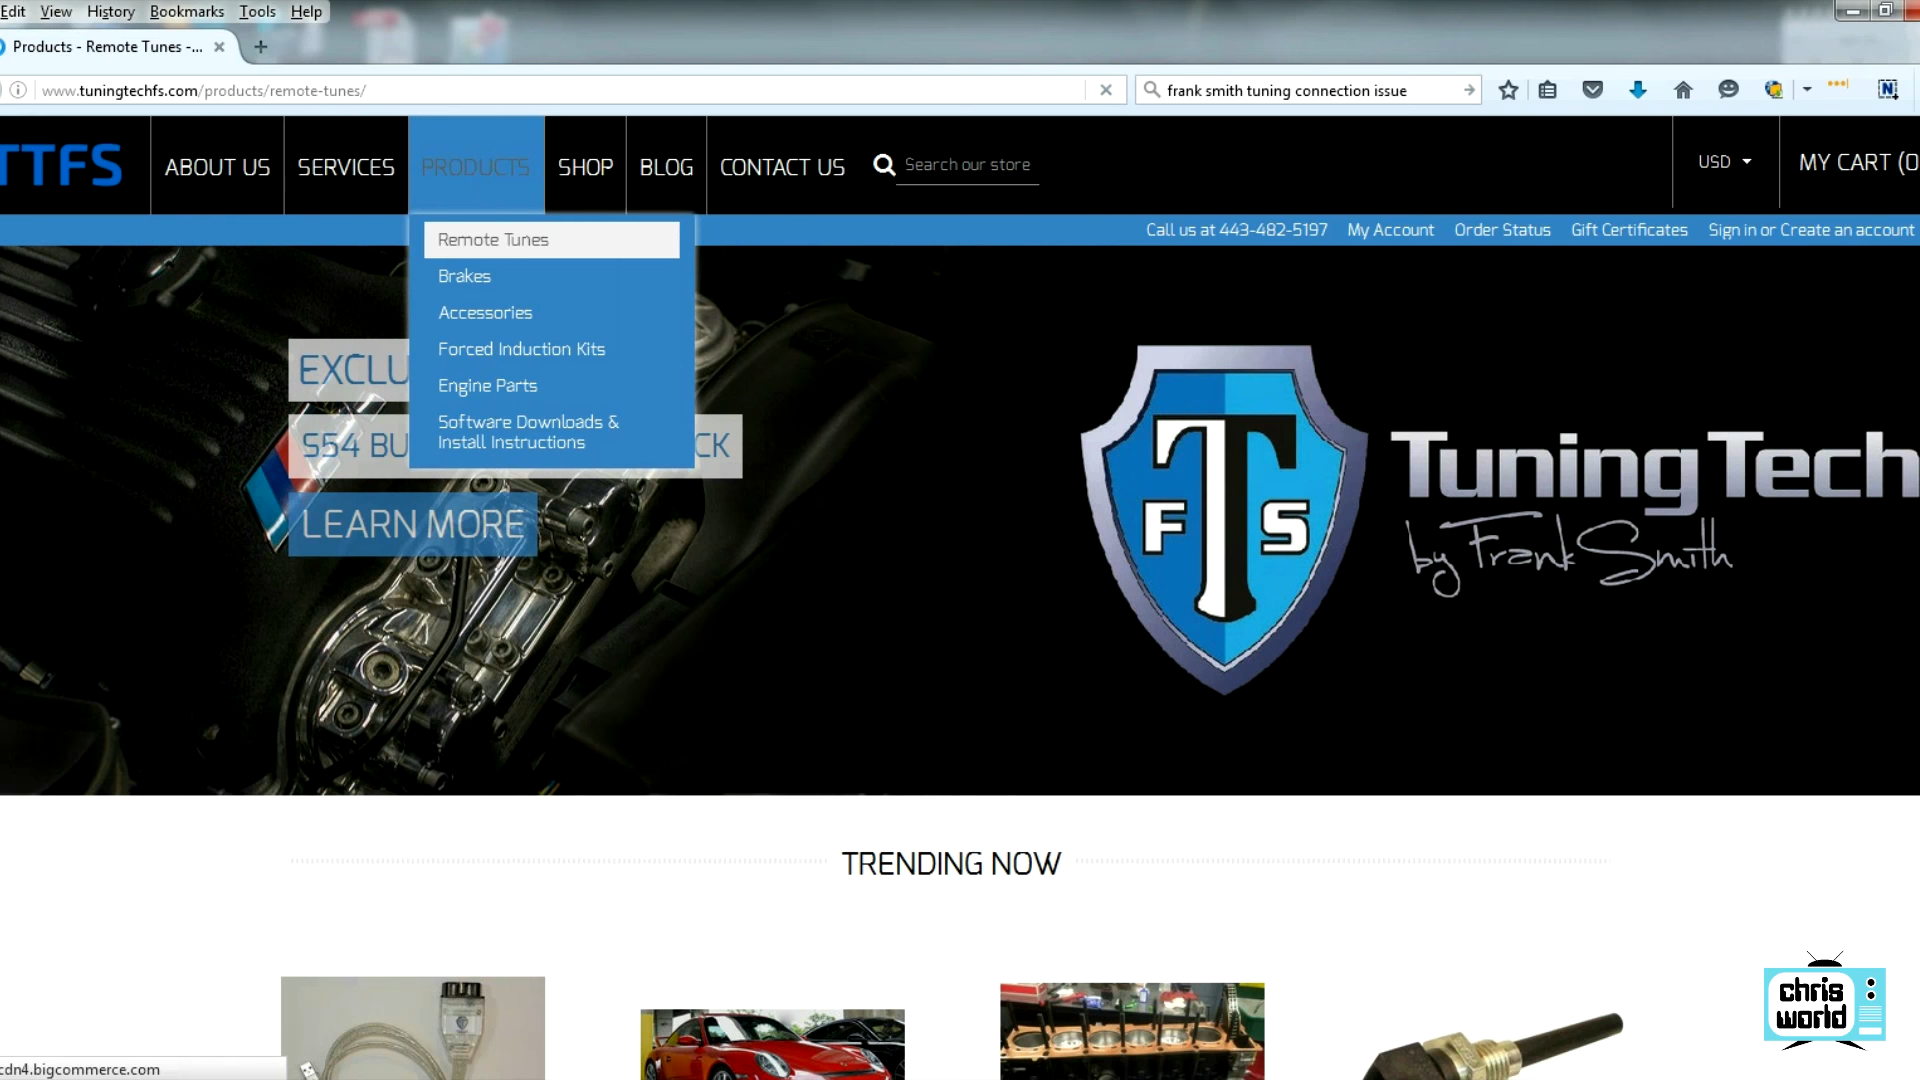 Edit View History Bookmarks Tools Help
Products - Remote Tunes -...
www.tuningtechfs.com/products/remote-tunes/
frank smith tuning connection issue
TTFS
ABOUT US
SERVICES
PRODUCTS
SHOP
BLOG
CONTACT US
Search our store
USD
MY CART (0
Call us at 443-482-5197 My Account Order Status Gift Certificates Sign in or Create an account
Remote Tunes
Brakes
Accessories
Forced Induction Kits
Engine Parts
Software Downloads &
Install Instructions
EXCLU
S54 BU CK
LEARN MORE
T
F S
Tuning Tech
by Frank Smith
TRENDING NOW
cdn4.bigcommerce.com
chris
world